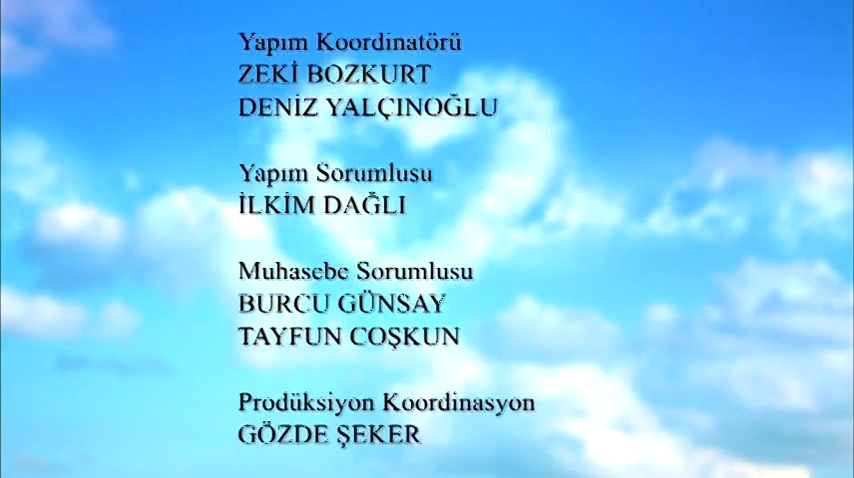 Yapım Koordinatörü
ZEKİ BOZKURT
DENİZ YALÇINOĞLU
Yapım Sorumlusu
İLKİM DAĞLI
Muhasebe Sorumlusu
BURCU GÜNSAY
TAYFUN COŞKUN
Prodüksiyon Koordinasyon
GÖZDE ŞEKER